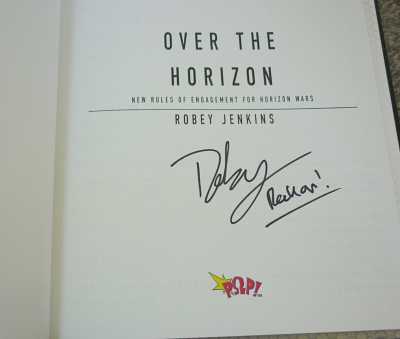 OVER THE
HORIZON
NEW RULES OF ENGAGEMENT FOR HORIZON WARS
ROBEY JENKINS